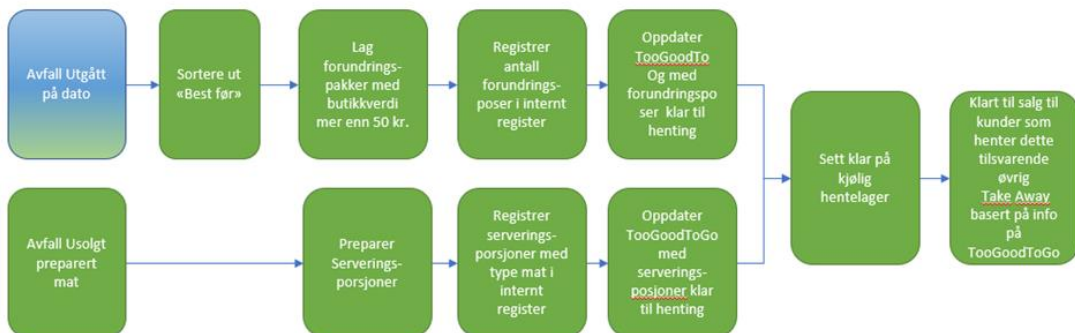 Avfall Utgått
på dato
Sortere ut
«Best før»
Lag
forundrings-
pakker med
butikkverdi
mer enn 50 kr.
Registrer
antall
forundrings-
poser i internt
register
Oppdater
TooGoodTo
Og med
forundringspo
ser klar til
henting
Avfall Usolgt
preparert
mat
Preparer
Serverings-
porsjoner
Registrer
serverings-
porsjoner med
type mat i
internt
register
Oppdater
TooGoodToGo
med
serverings-
posjoner klar
til henting
Sett klar på
kjølig
hentelager
Klart til salg til
kunder som
henter dette
tilsvarende
øvrig
Take Away
basert på info
på
TooGoodToGo